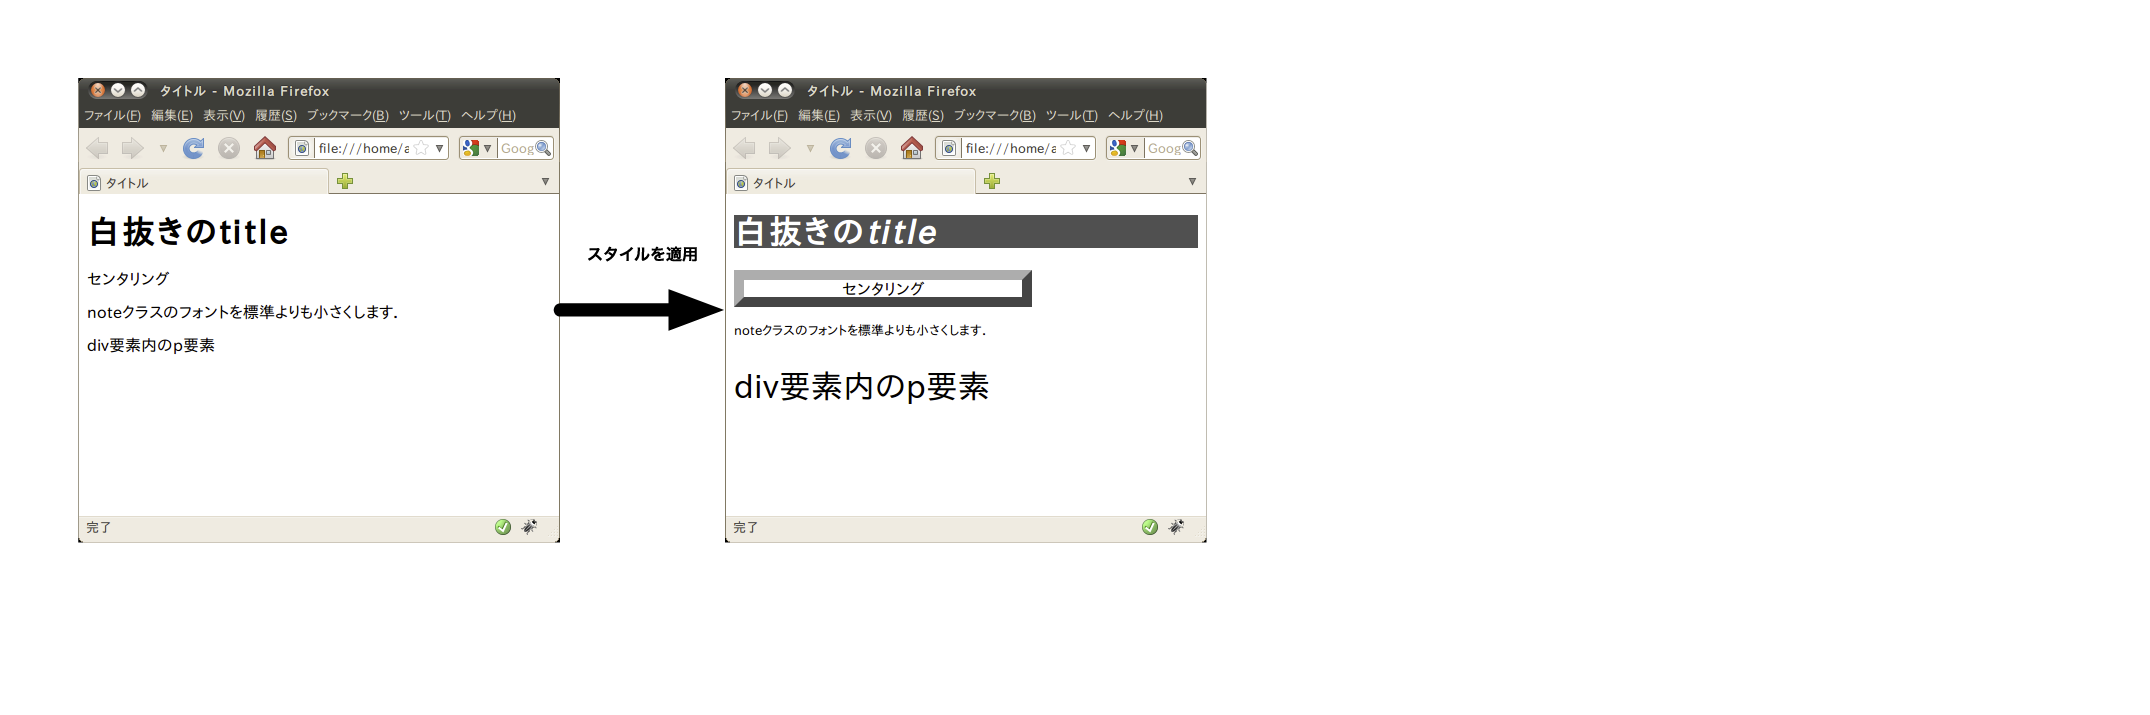 タイトル - Mozilla Firefox
ファイル(F) 編集(E) 表示(V) 履歴(S) ブックマーク(B) ツール(T) ヘルプ(H)
file:///home/a
Goog
タイトル
白抜きのtitle
センタリング
noteクラスのフォントを標準よりも小さくします.
div要素内のp要素
完了
スタイルを適用
タイトル - Mozilla Firefox
ファイル(F) 編集(E) 表示(V) 履歴(S) ブックマーク(B) ツール(T) ヘルプ(H)
file:///home/a
Goog
タイトル
白抜きのtitle
センタリング
noteクラスのフォントを標準よりも小さくします.
div要素内のp要素
完了